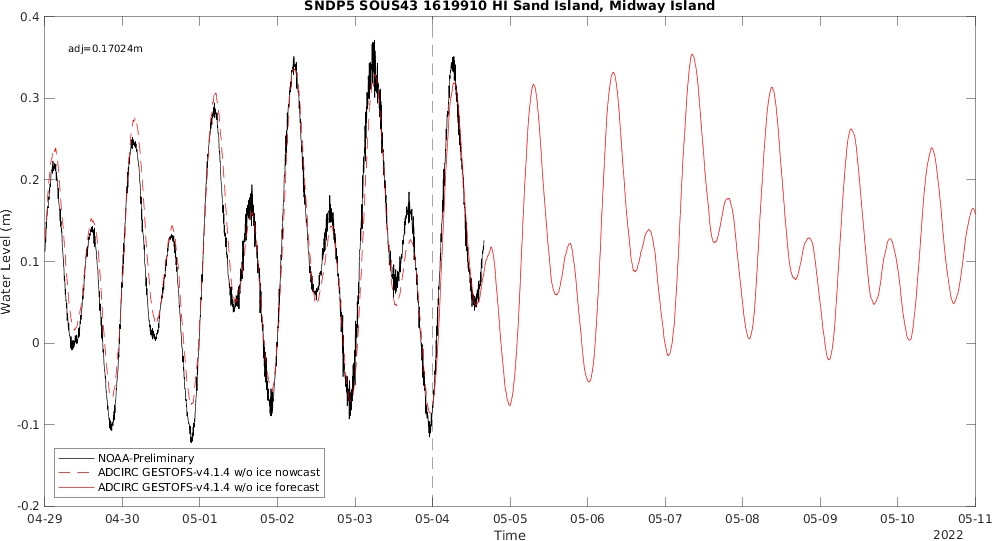 SNDP5 SOUS43 1619910 HI Sand Island, Midway Island
adj=0.17024m
0.4
0.3
0.2
0.1
0
-0.1
-0.2
Water Level (m)
NOAA-Preliminary
ADCIRC GESTOFS-v4.1.4 w/o ice nowcast
ADCIRC GESTOFS-v4.1.4 w/o ice forecast
04-29 04-30 05-01 05-02 05-03 05-04 05-05 05-06 05-07 05-08 05-09 05-10 05-11
Time
2022